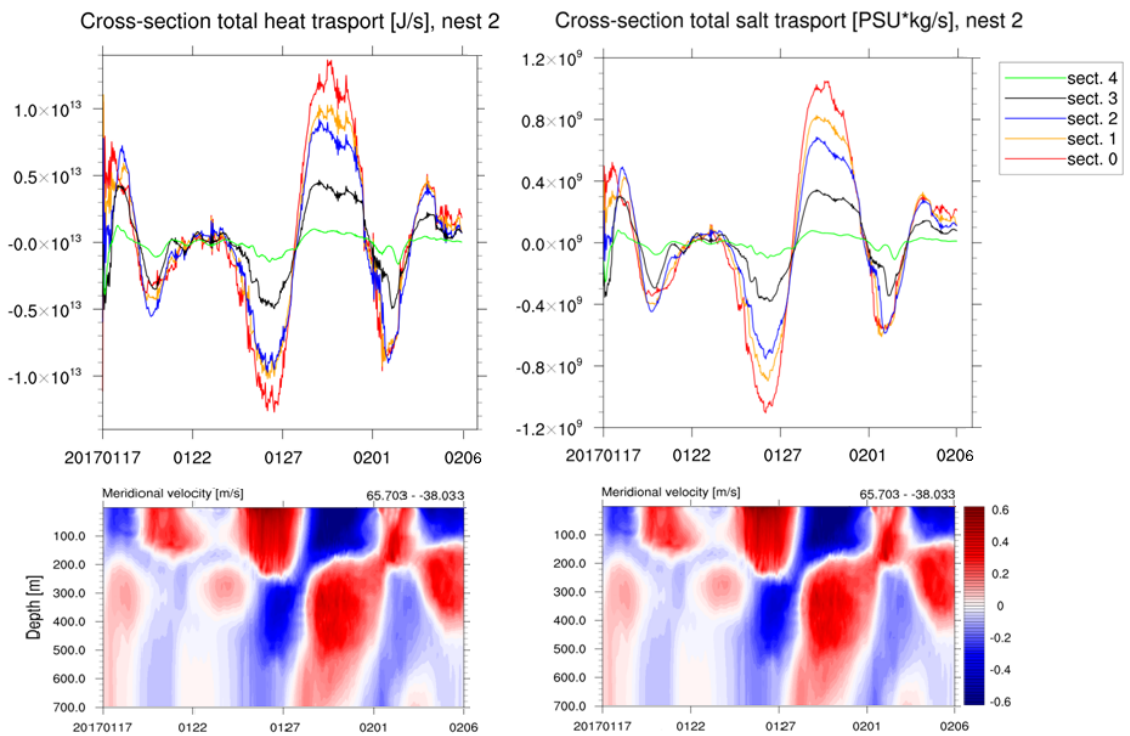 Cross-section total heat trasport [J/s], nest 2
1.0×10¹³
0.5×10¹³
-0.0×10¹³
-0.5×10¹³
-1.0×10¹³
20170117 0122 0127 0201 0206
Cross-section total salt trasport [PSU*kg/s], nest 2
1.2×10⁹
0.8×10⁹
0.4×10⁹
0.0×10⁹
-0.4×10⁹
-0.8×10⁹
-1.2×10⁹
20170117 0122 0127 0201 0206
sect. 4
sect. 3
sect. 2
sect. 1
sect. 0
Meridional velocity [m/s] 65.703 - -38.033
Depth [m]
100.0
200.0
300.0
400.0
500.0
600.0
700.0
20170117 0122 0127 0201 0206
Meridional velocity [m/s] 65.703 - -38.033
100.0
200.0
300.0
400.0
500.0
600.0
700.0
20170117 0122 0127 0201 0206
0.6
0.4
0.2
0
-0.2
-0.4
-0.6